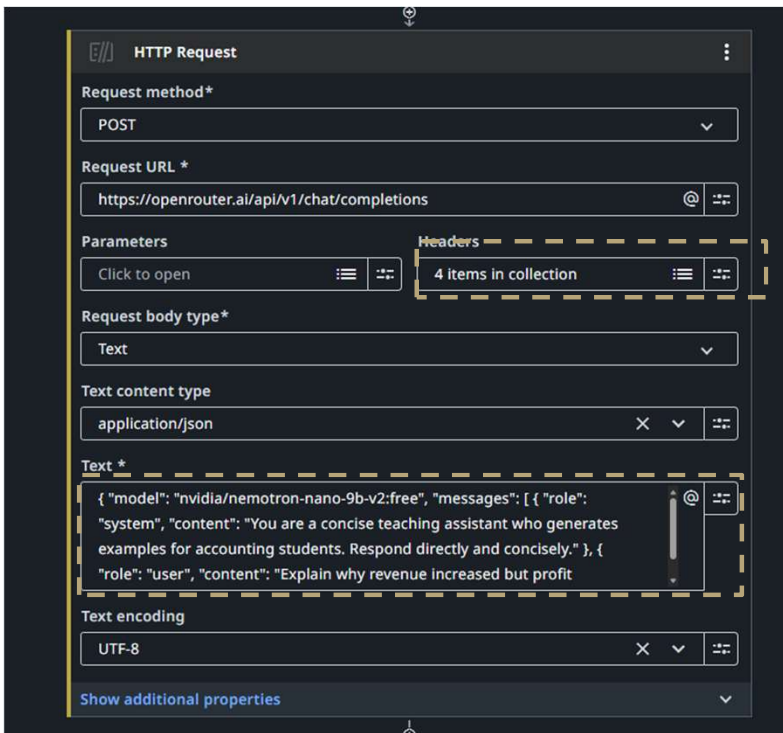 HTTP Request
Request method*
POST
Request URL *
https://openrouter.ai/api/v1/chat/completions
@
Parameters
Headers
Click to open
4 items in collection
Request body type*
Text
Text content type
application/json
Text *
{ "model": "nvidia/nemotron-nano-9b-v2:free", "messages": [ { "role":
"system", "content": "You are a concise teaching assistant who generates
examples for accounting students. Respond directly and concisely." }, {
"role": "user", "content": "Explain why revenue increased but profit
@
Text encoding
UTF-8
Show additional properties